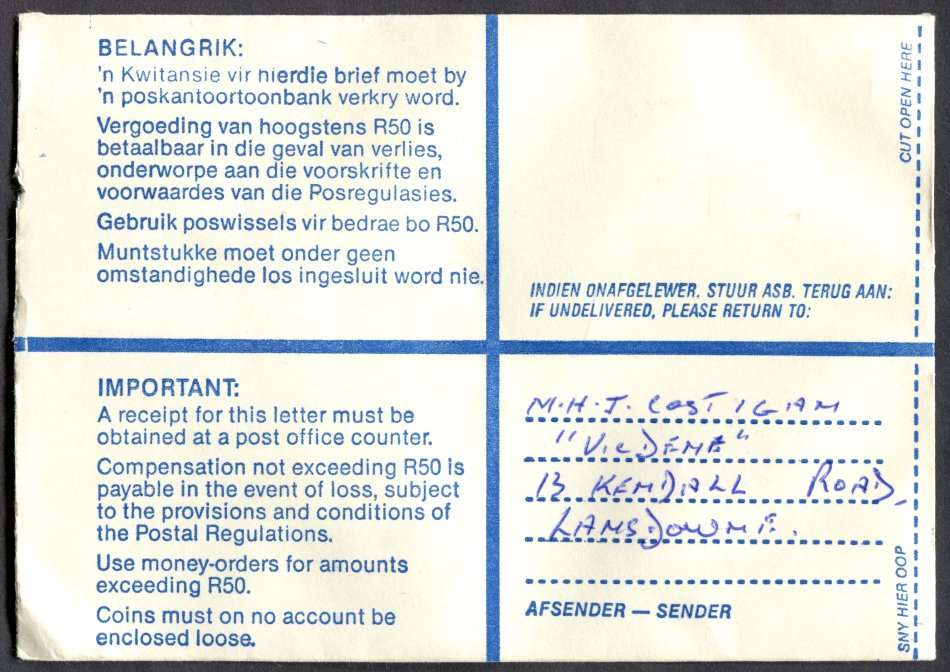 BELANGRIK:
'n Kwitansie vir hierdie brief moet by
'n poskantoortoonbank verkry word.
Vergoeding van hoogstens R50 is
betaalbaar in die geval van verlies,
onderworpe aan die voorskrifte en
voorwaardes van die Posregulasies.
Gebruik poswissels vir bedrae bo R50.
Muntstukke moet onder geen
omstandighede los ingesluit word nie.
CUT OPEN HERE
INDIEN ONAFGELEWER, STUUR ASB. TERUG AAN:
IF UNDELIVERED, PLEASE RETURN TO:
IMPORTANT:
A receipt for this letter must be
obtained at a post office counter.
Compensation not exceeding R50 is
payable in the event of loss, subject
to the provisions and conditions of
the Postal Regulations.
Use money-orders for amounts
exceeding R50.
Coins must on no account be
enclosed loose.
M.H.J. COSTIGAN
"VICDENE"
13 KENDALL ROAD,
LANSDOWNE.
AFSENDER — SENDER
SNY HIER OOP